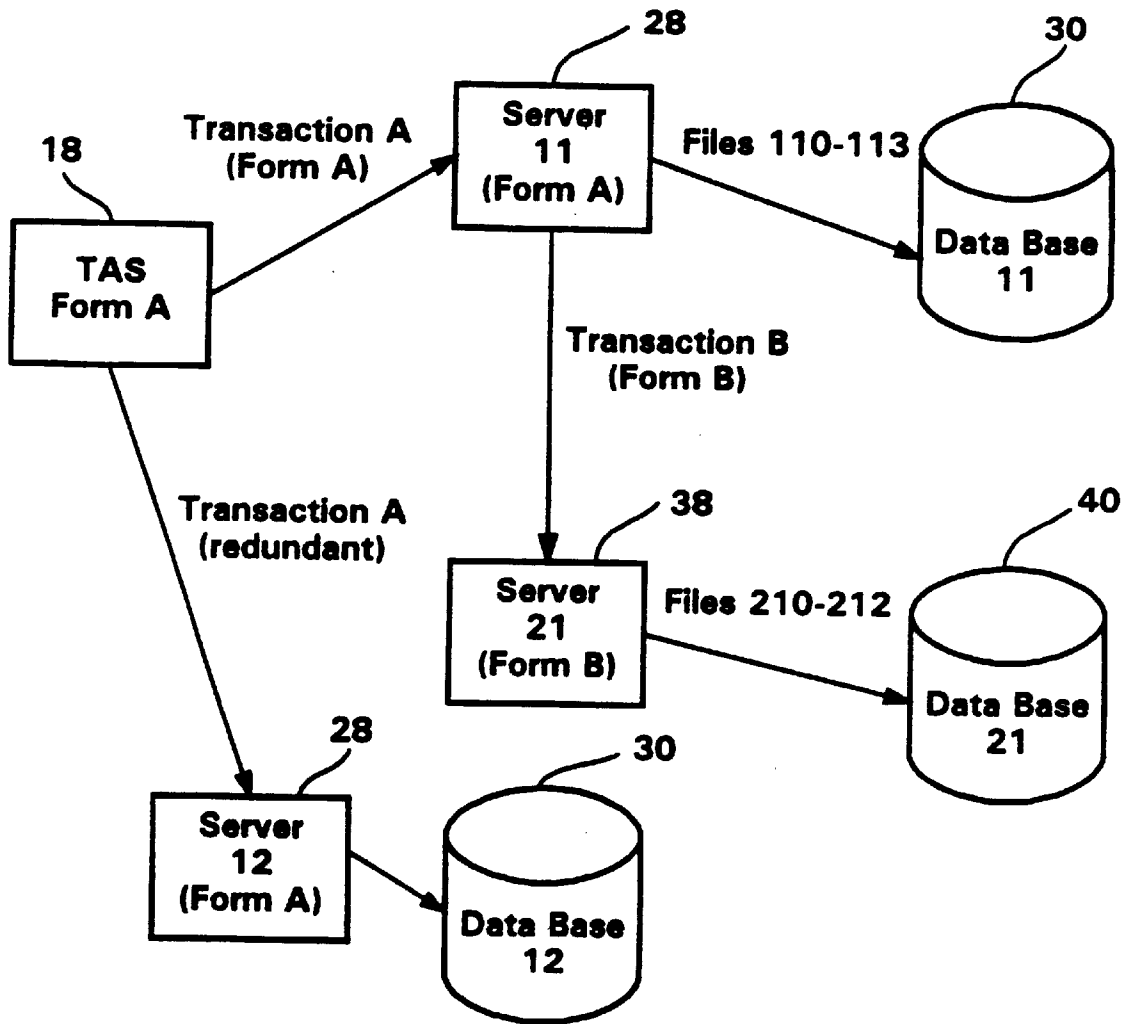 28
30
18
Transaction A
(Form A)
Server
11
(Form A)
Files 110-113
Data Base
11
TAS
Form A
Transaction B
(Form B)
Transaction A
(redundant)
38
40
Server
21
(Form B)
Files 210-212
Data Base
21
28
30
Server
12
(Form A)
Data Base
12